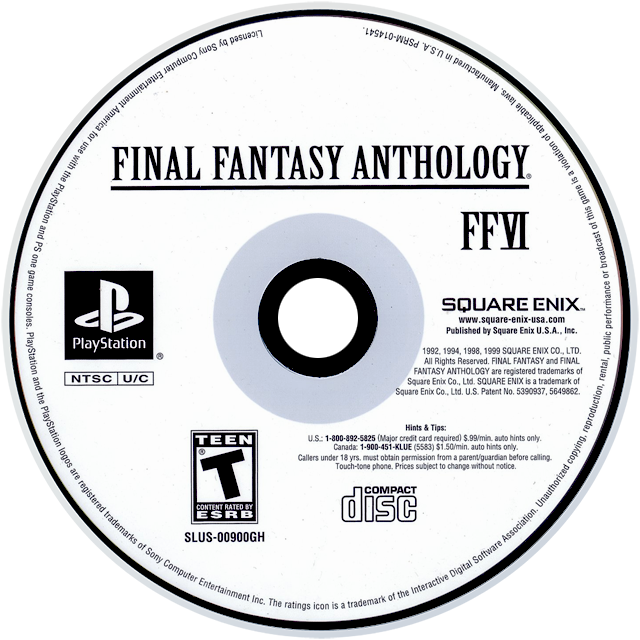 FINAL FANTASY ANTHOLOGY®
FFVI
PlayStation®
NTSC U/C
SQUARE ENIX™
www.square-enix-usa.com
Published by Square Enix U.S.A., Inc.
1992, 1994, 1998, 1999 SQUARE ENIX CO., LTD.
All Rights Reserved. FINAL FANTASY and FINAL
FANTASY ANTHOLOGY are registered trademarks of
Square Enix Co., Ltd. SQUARE ENIX is a trademark of
Square Enix Co., Ltd. U.S. Patent No. 5390937, 5649862.
Hints & Tips:
U.S.: 1-800-892-5825 (Major credit card required) $.99/min, auto hints only.
Canada: 1-900-451-KLUE (5583) $1.50/min, auto hints only.
Callers under 18 yrs. must obtain permission from a parent/guardian before calling.
Touch-tone phone. Prices subject to change without notice.
TEEN
T®
CONTENT RATED BY
ESRB
SLUS-00900GH
COMPACT
disc
Licensed by Sony Computer Entertainment America for use with the PlayStation and PS one game consoles. PlayStation and the PlayStation logos are registered trademarks of Sony Computer Entertainment Inc. The ratings icon is a trademark of the Interactive Digital Software Association. Unauthorized copying, reproduction, rental, public performance or broadcast of this game is a violation of applicable laws. Manufactured in U.S.A. PSRM-014541.